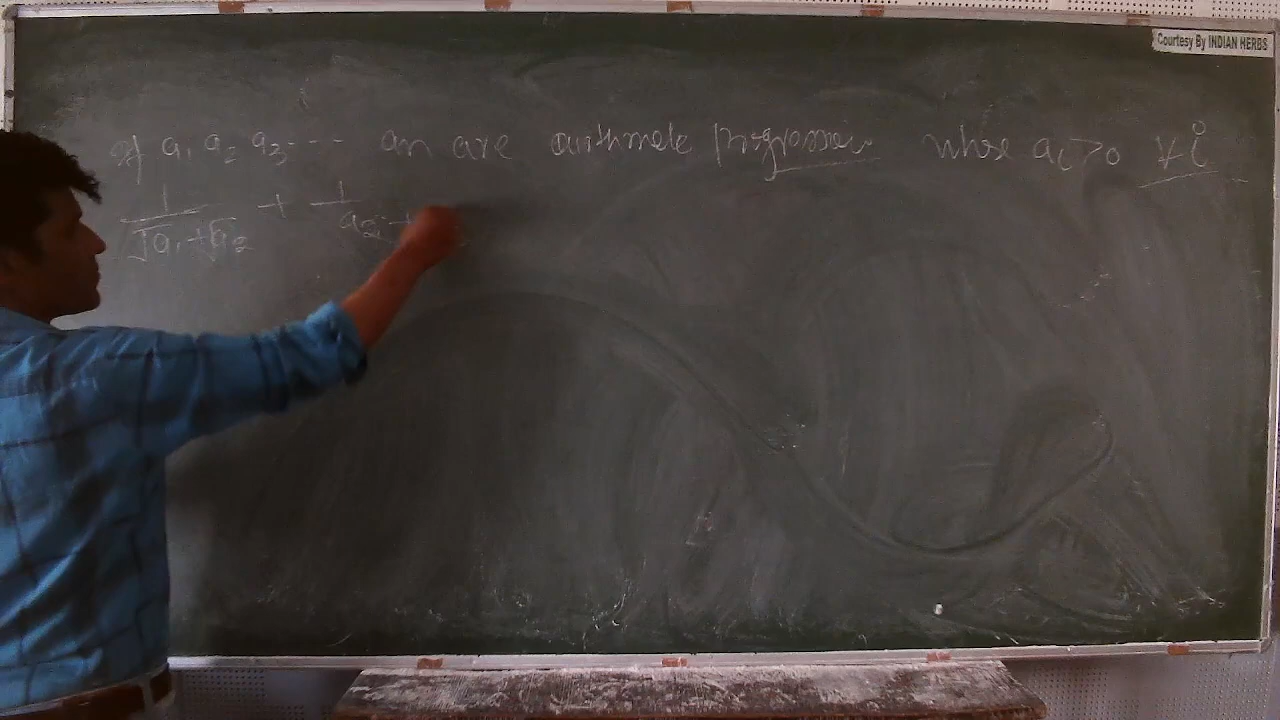 Courtesy By INDIAN HERBS
If a₁ a₂ a₃ --- an are arithmetic progression whose aᵢ > 0 ∀ i
1/(√a₁ + √a₂) + 1/(a₂ +